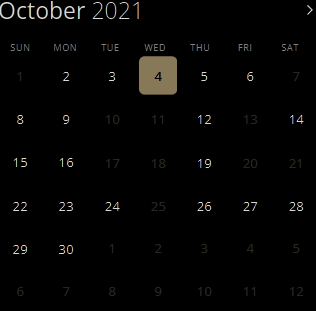 October 2021 >
SUN MON TUE WED THU FRI SAT
1 2 3 4 5 6 7
8 9 10 11 12 13 14
15 16 17 18 19 20 21
22 23 24 25 26 27 28
29 30 1 2 3 4 5
6 7 8 9 10 11 12